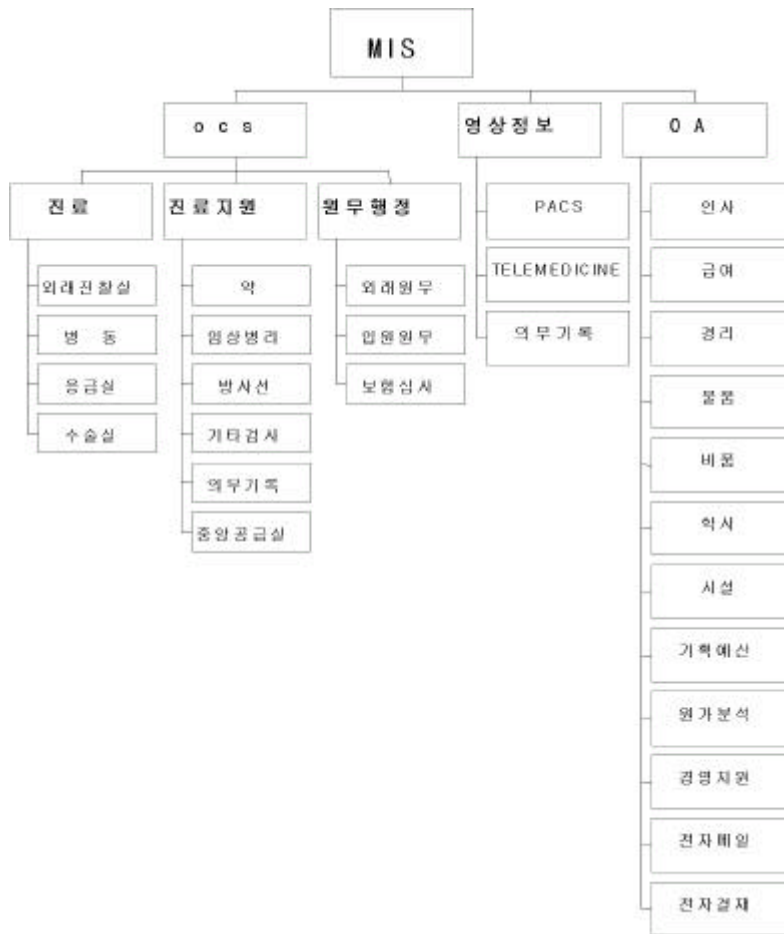 MIS
ocs
영상정보
OA
진료
진료지원
원무행정
외래진찰실
병 동
응급실
수술실
약
임상병리
방사선
기타검사
의무기록
중앙공급실
외래원무
입원원무
보험심사
PACS
TELEMEDICINE
의무기록
인사
급여
경리
물품
비품
학사
시설
기획예산
원가분석
경영지원
전자메일
전자결재